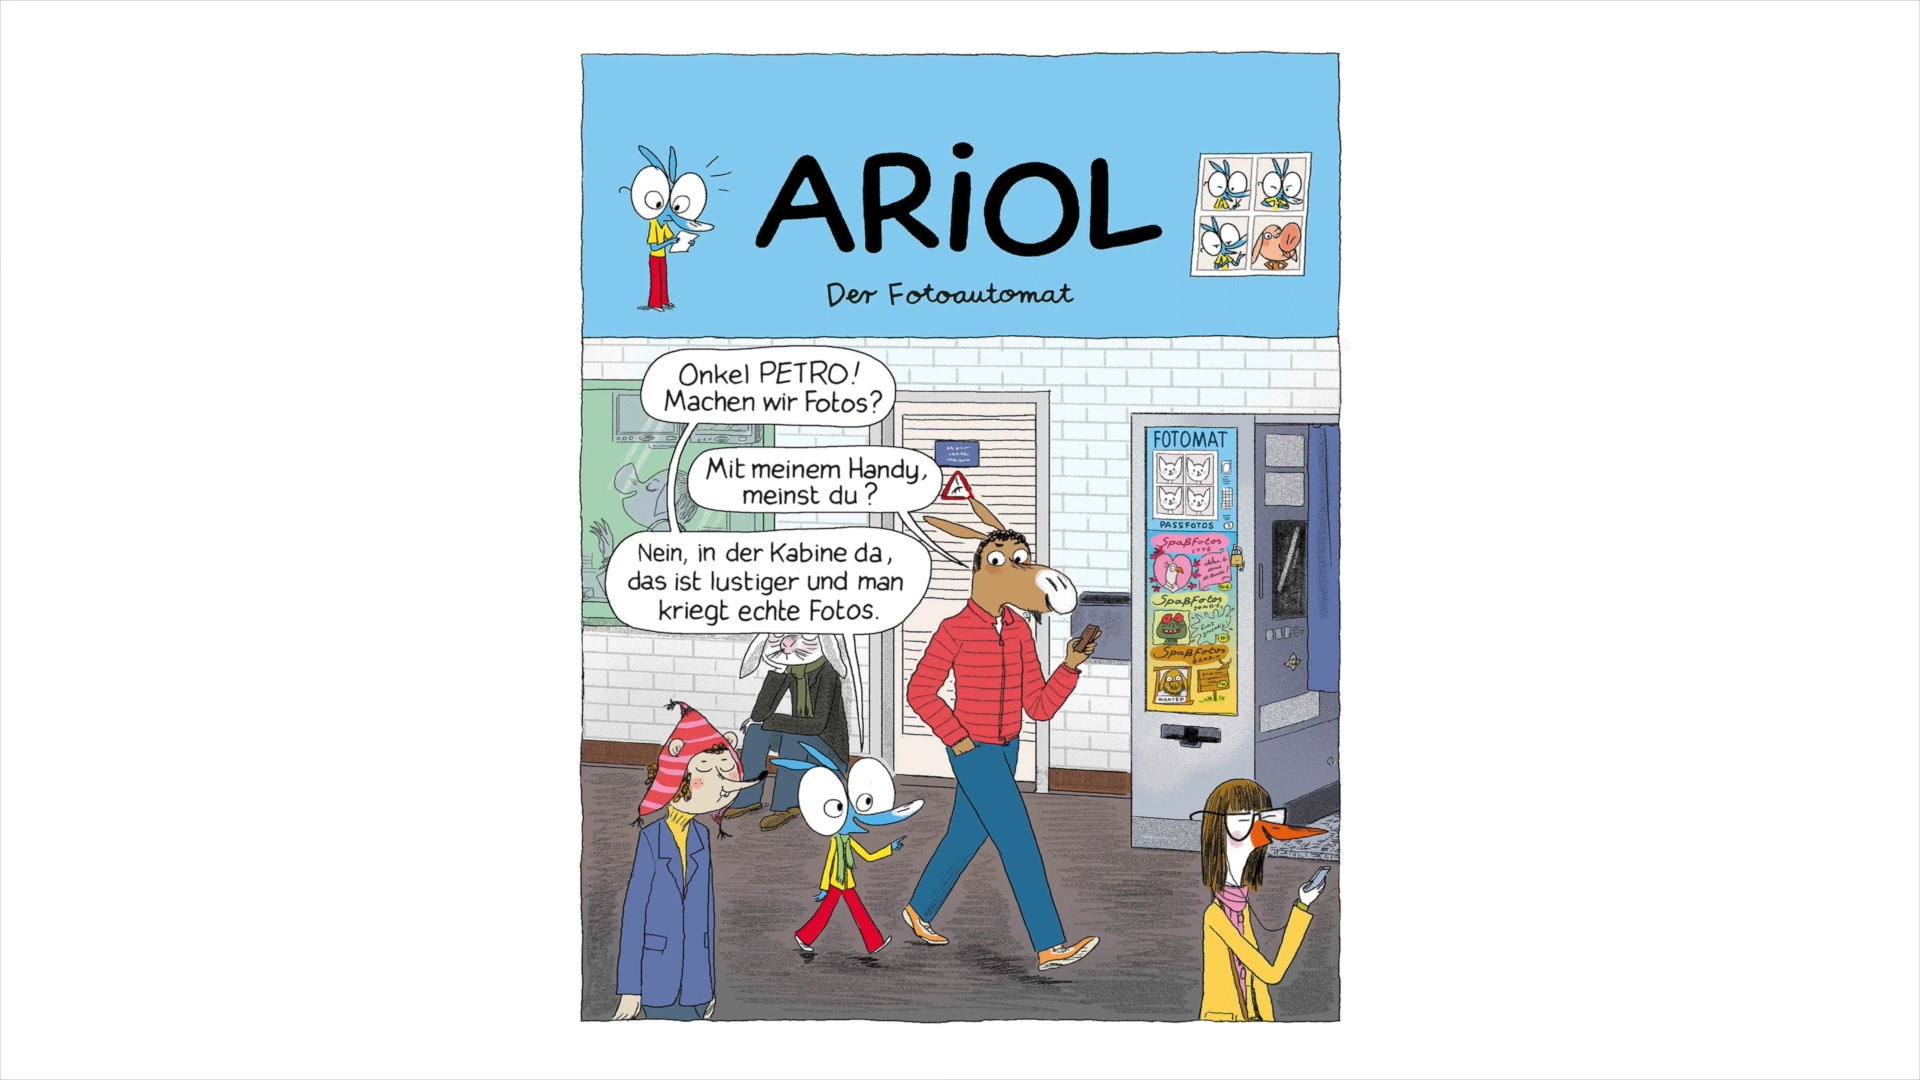 ARiOL
Der Fotoautomat
Onkel PETRO!
Machen wir Fotos?
Mit meinem Handy,
meinst du?
Nein, in der Kabine da,
das ist lustiger und man
kriegt echte Fotos.
FOTOMAT
PASSFOTOS
Spaßfotos
LOVE
Spaßfotos
ZOMBIE
Spaßfotos
BANDIT
WANTED